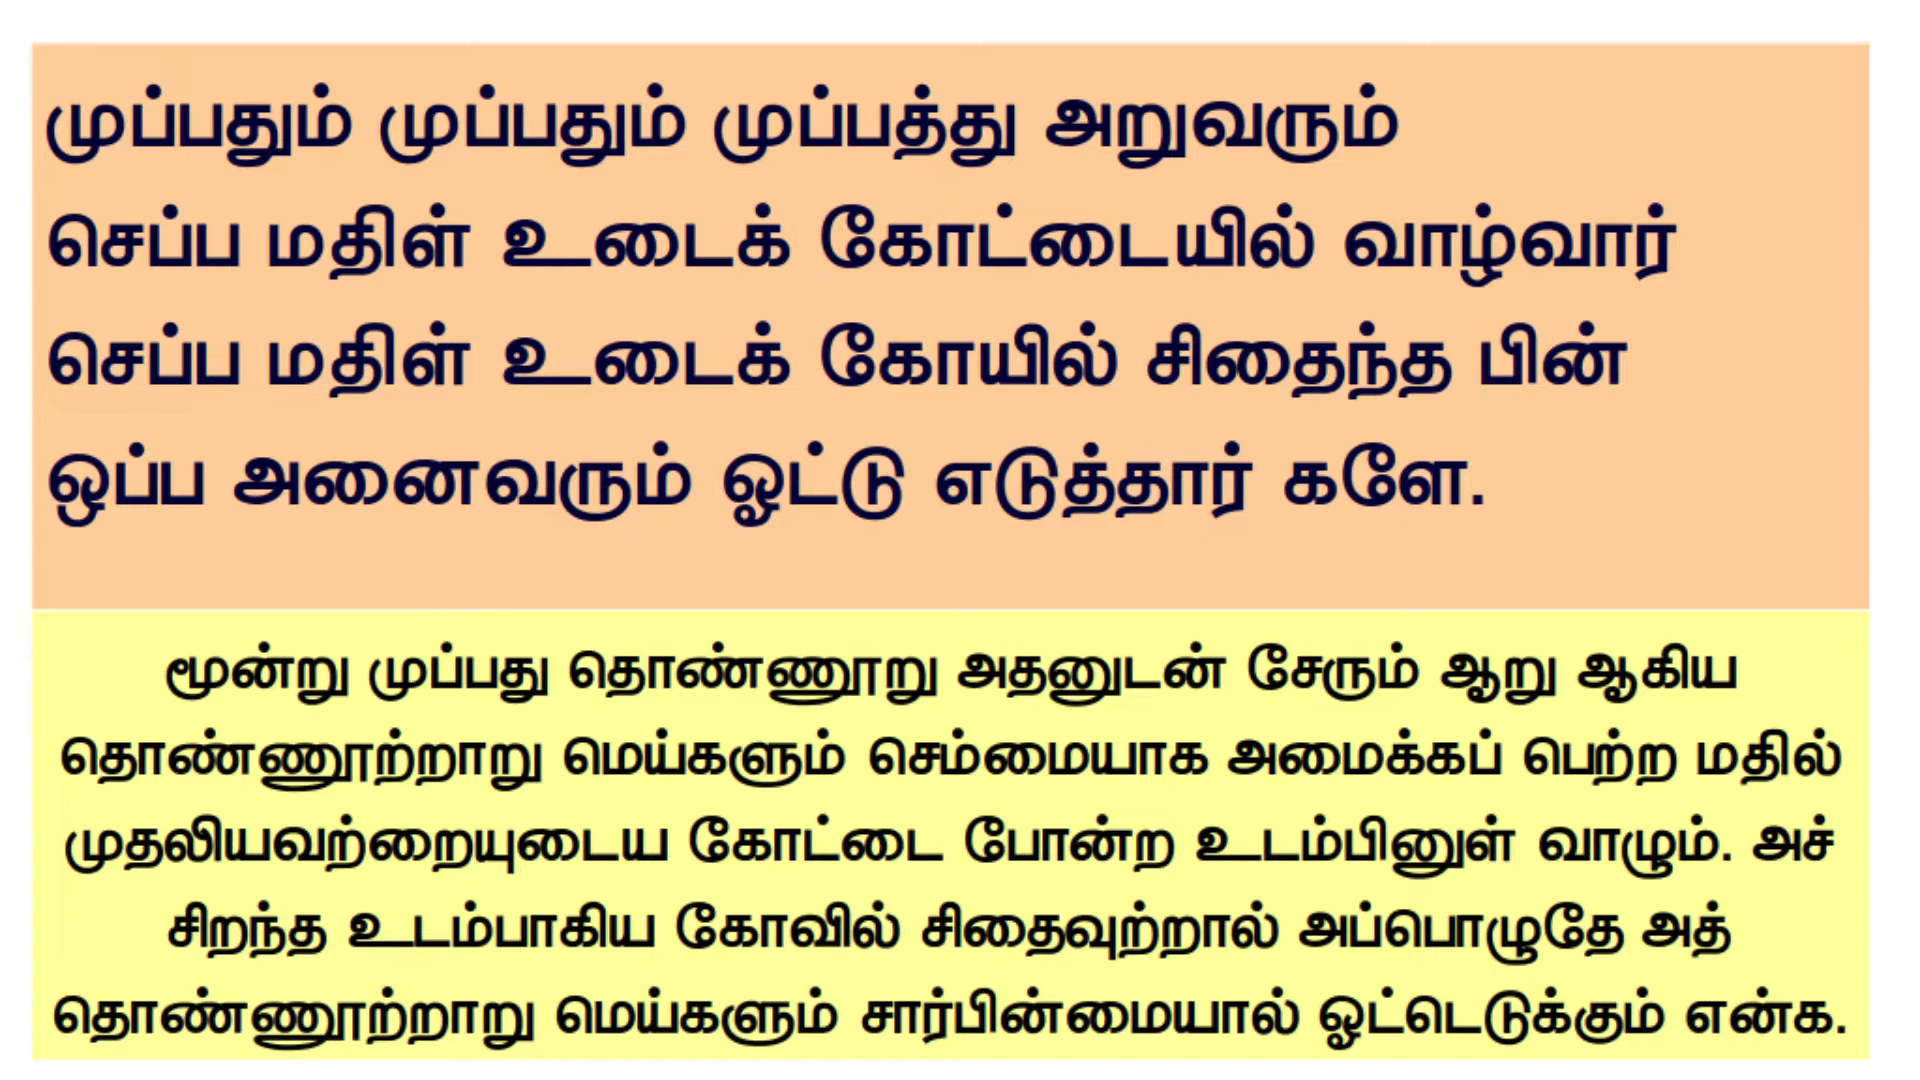 முப்பதும் முப்பதும் முப்பத்து அறுவரும்
செப்ப மதிள் உடைக் கோட்டையில் வாழ்வார்
செப்ப மதிள் உடைக் கோயில் சிதைந்த பின்
ஒப்ப அனைவரும் ஓட்டு எடுத்தார் களே.
மூன்று முப்பது தொண்ணூறு அதனுடன் சேரும் ஆறு ஆகிய
தொண்ணூற்றாறு மெய்களும் செம்மையாக அமைக்கப் பெற்ற மதில்
முதலியவற்றையுடைய கோட்டை போன்ற உடம்பினுள் வாழும். அச்
சிறந்த உடம்பாகிய கோவில் சிதைவுற்றால் அப்பொழுதே அத்
தொண்ணூற்றாறு மெய்களும் சார்பின்மையால் ஓட்டெடுக்கும் என்க.